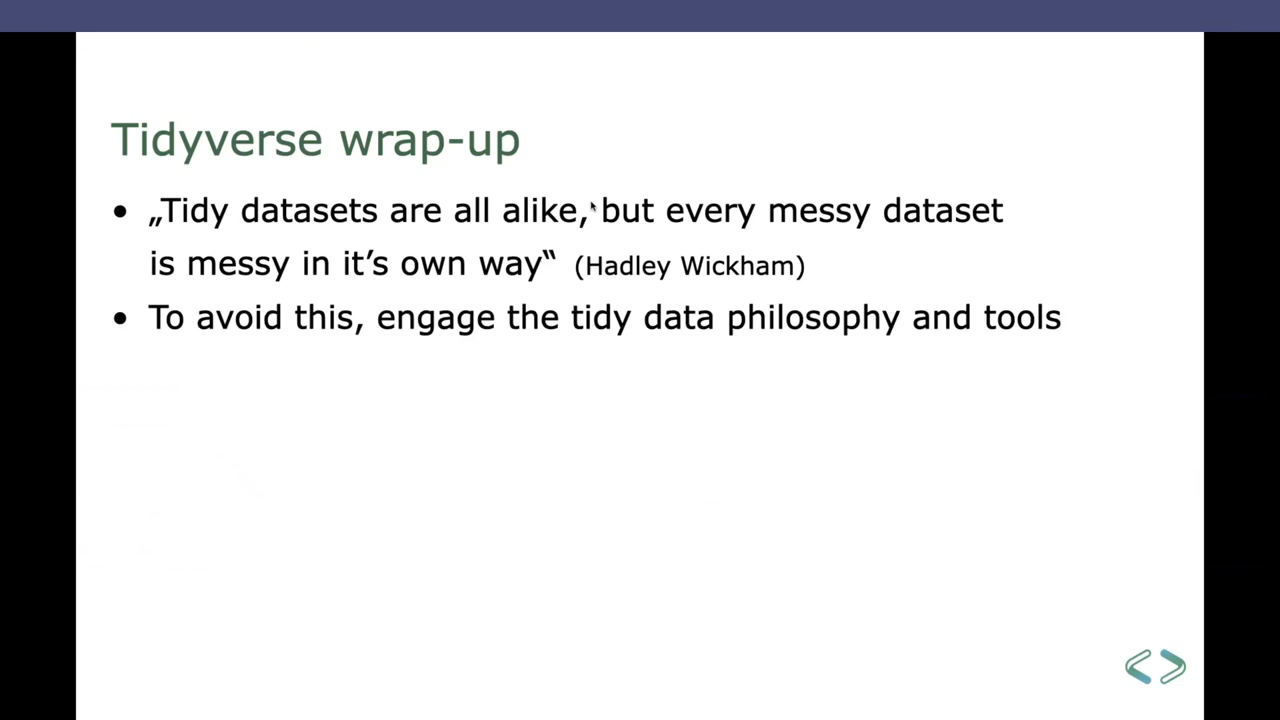 Tidyverse wrap-up
• „Tidy datasets are all alike, but every messy dataset
is messy in it’s own way‟ (Hadley Wickham)
• To avoid this, engage the tidy data philosophy and tools